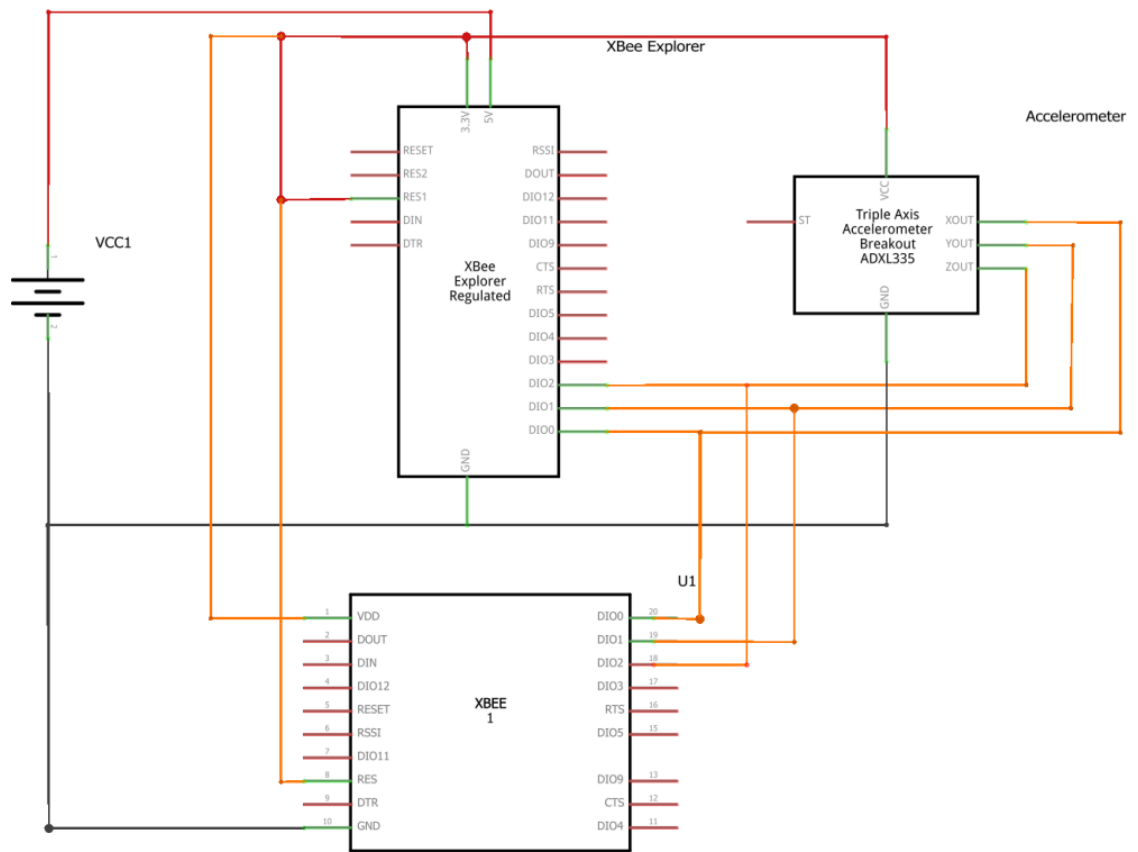 XBee Explorer
Accelerometer
VCC1
1
2
3.3V
5V
RESET
RES2
RES1
DIN
DTR
XBee
Explorer
Regulated
RSSI
DOUT
DIO12
DIO11
DIO9
CTS
RTS
DIO5
DIO4
DIO3
DIO2
DIO1
DIO0
GND
VCC
ST
Triple Axis
Accelerometer
Breakout
ADXL335
XOUT
YOUT
ZOUT
GND
U1
1 VDD
2 DOUT
3 DIN
4 DIO12
5 RESET
6 RSSI
7 DIO11
8 RES
9 DTR
10 GND
XBEE
1
DIO0 20
DIO1 19
DIO2 18
DIO3 17
RTS 16
DIO5 15
DIO9 13
CTS 12
DIO4 11